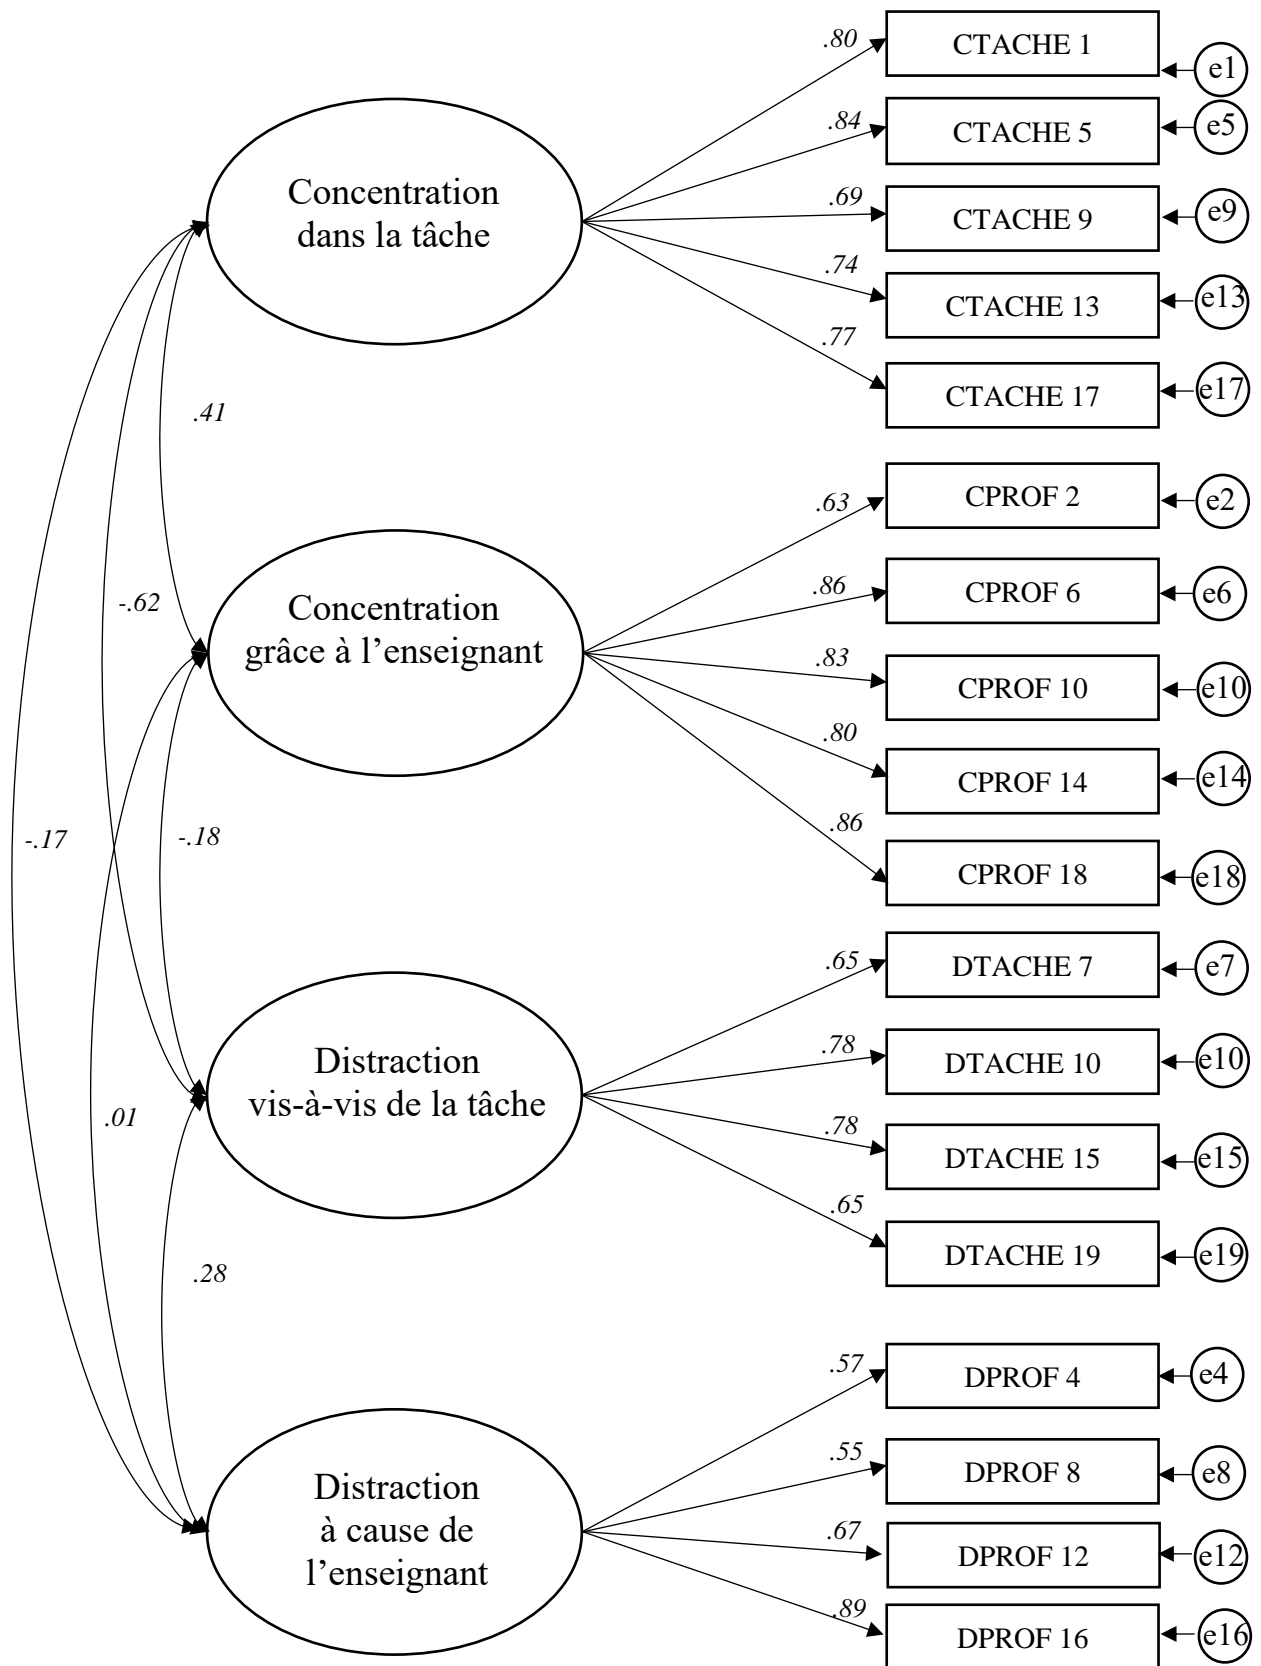 .80
CTACHE 1
e1
.84
CTACHE 5
e5
Concentration
dans la tâche
.69
CTACHE 9
e9
.74
CTACHE 13
e13
.77
CTACHE 17
e17
.41
.63
CPROF 2
e2
-.62
Concentration
grâce à l’enseignant
.86
CPROF 6
e6
.83
CPROF 10
e10
.80
CPROF 14
e14
-.17
-.18
.86
CPROF 18
e18
.65
DTACHE 7
e7
Distraction
vis-à-vis de la tâche
.78
DTACHE 10
e10
.01
.78
DTACHE 15
e15
.65
DTACHE 19
e19
.28
.57
DPROF 4
e4
.55
DPROF 8
e8
Distraction
à cause de
l’enseignant
.67
DPROF 12
e12
.89
DPROF 16
e16